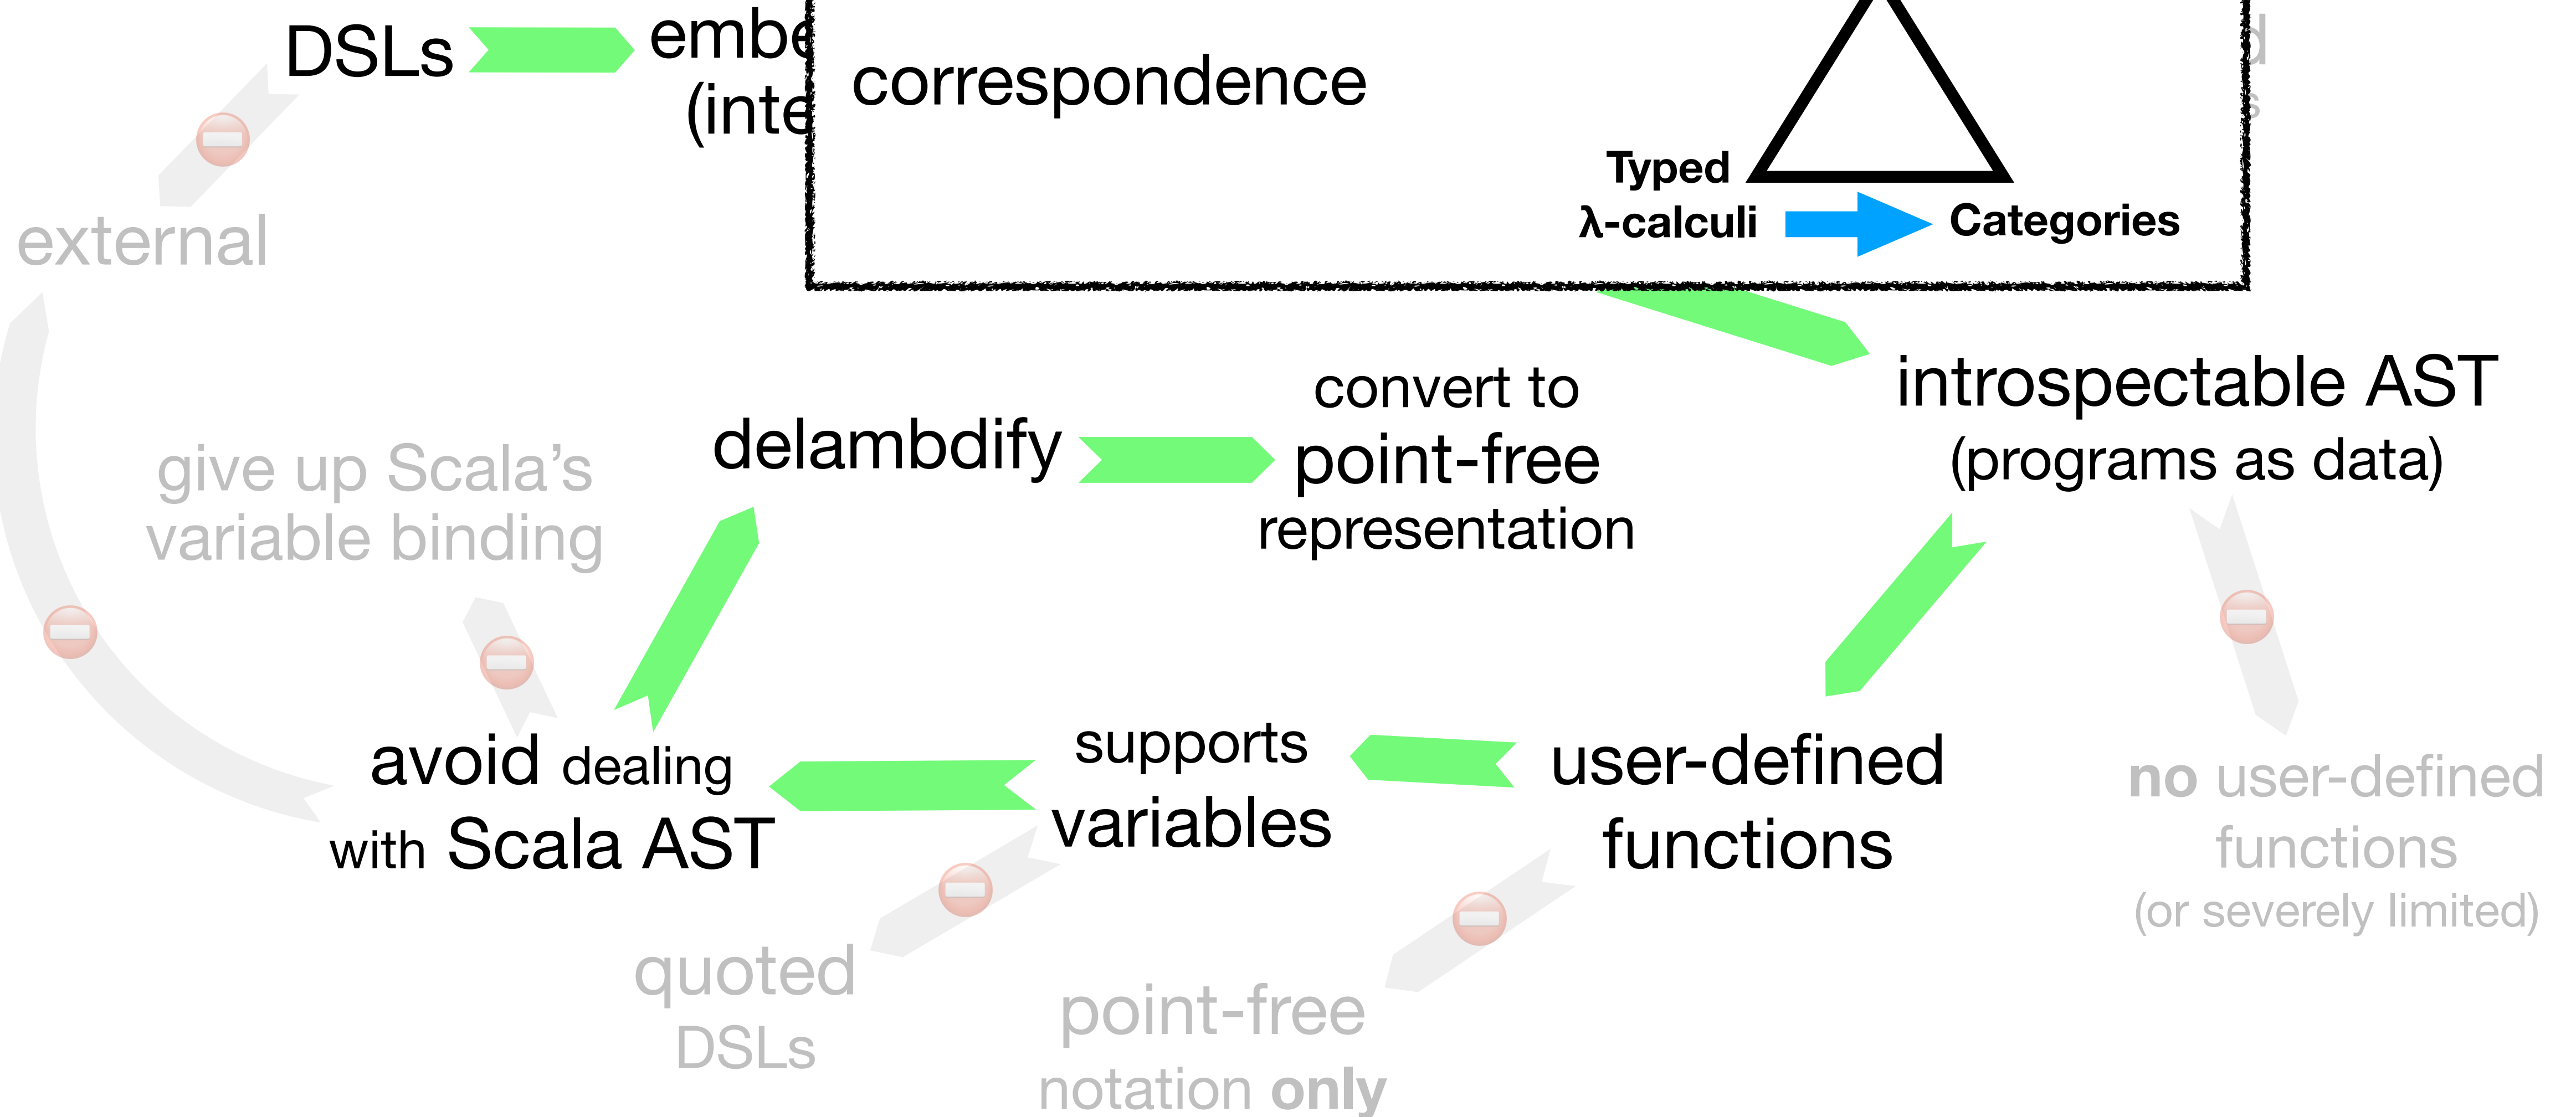 DSLs
embe
(inte
correspondence
Typed
λ-calculi
Categories
external
introspectable AST
(programs as data)
convert to
point-free
representation
delambdify
give up Scala’s
variable binding
avoid dealing
with Scala AST
supports
variables
user-defined
functions
no user-defined
functions
(or severely limited)
quoted
DSLs
point-free
notation only